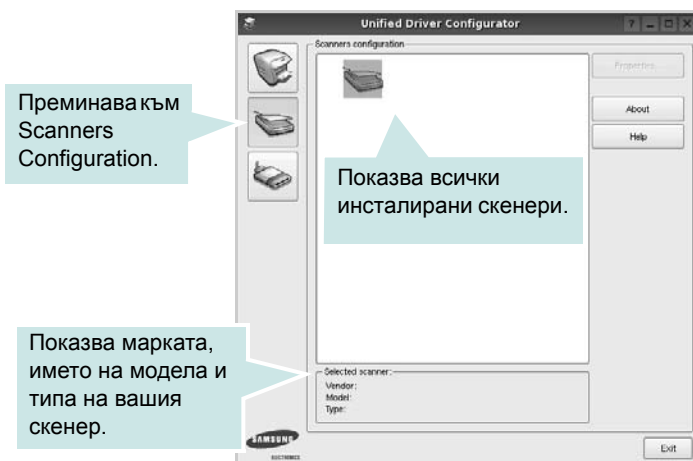 Unified Driver Configurator
Scanners configuration
Properties...
About
Help
Преминава към
Scanners
Configuration.
Показва всички
инсталирани скенери.
Показва марката,
името на модела и
типа на вашия
скенер.
Selected scanner:
Vendor:
Model:
Type:
SAMSUNG
ELECTRONICS
Exit